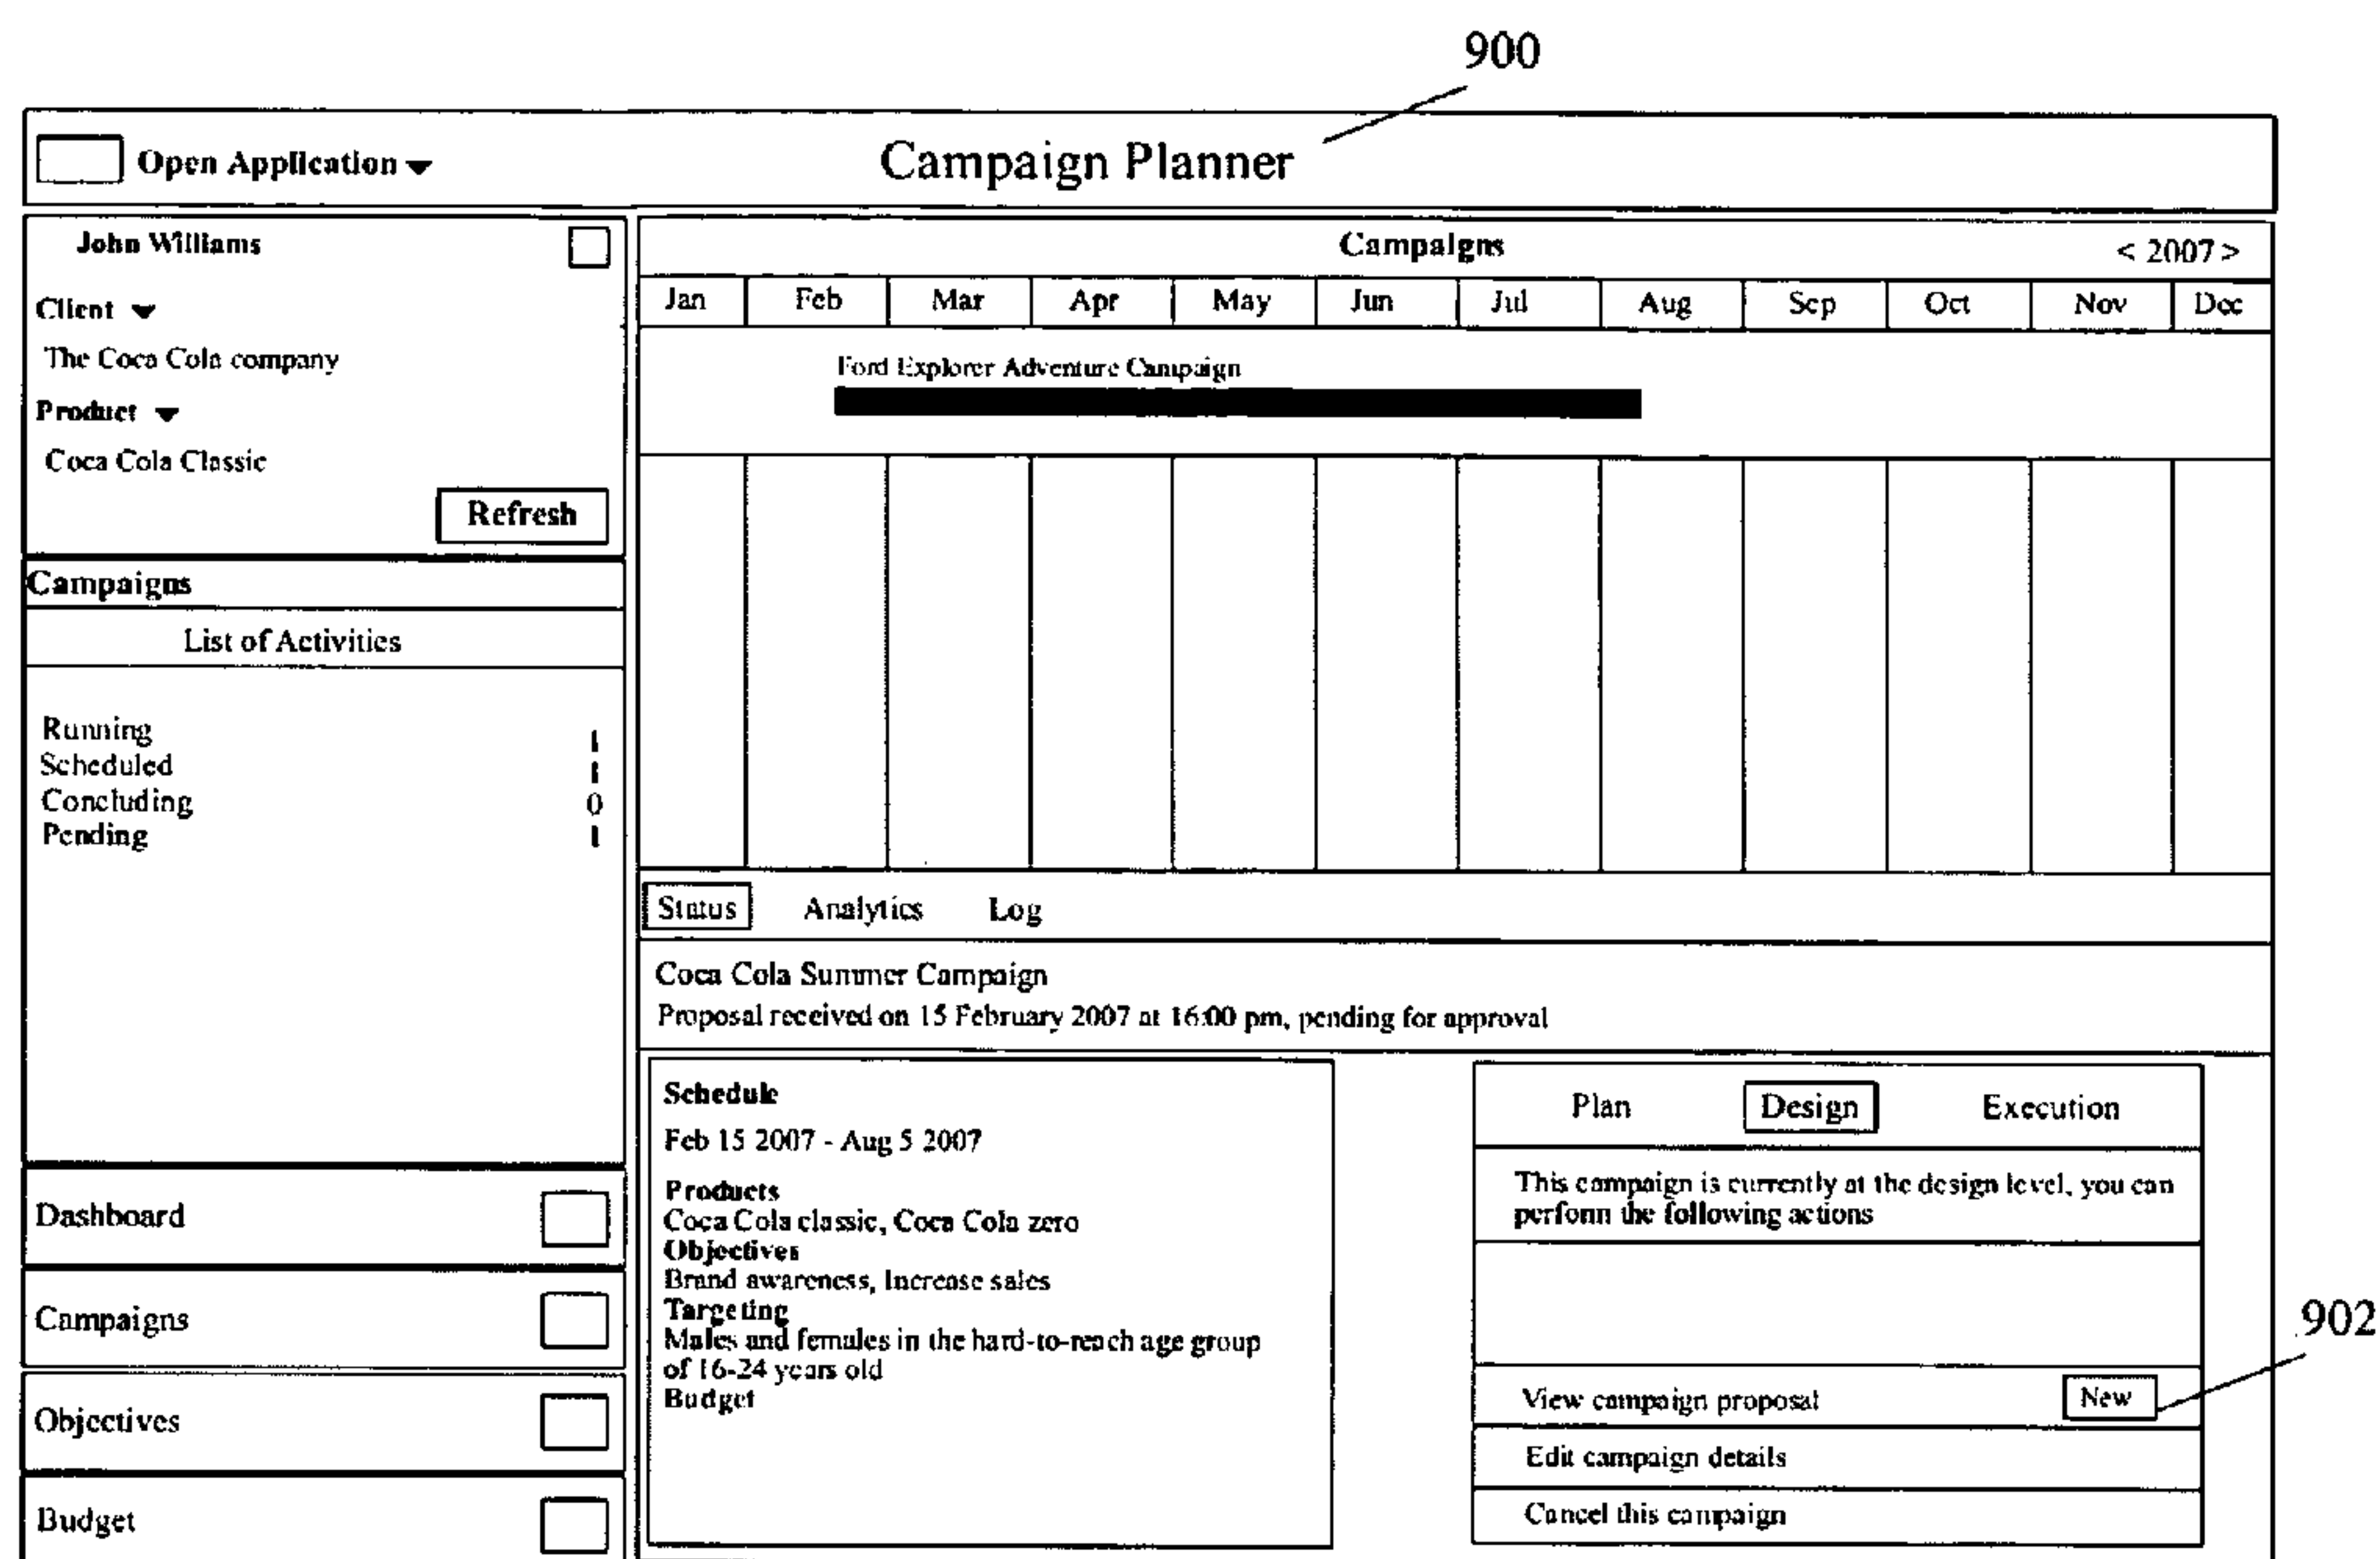 900
Open Application
Campaign Planner
John Williams
Client
The Coca Cola company
Product
Coca Cola Classic
Refresh
Campaigns
List of Activities
Running 1
Scheduled 1
Concluding 0
Pending 1
Dashboard
Campaigns
Objectives
Budget
Campaigns
< 2007 >
Jan Feb Mar Apr May Jun Jul Aug Sep Oct Nov Dec
Ford Explorer Adventure Campaign
Status Analytics Log
Coca Cola Summer Campaign
Proposal received on 15 February 2007 at 16:00 pm, pending for approval
Schedule
Feb 15 2007 - Aug 5 2007
Products
Coca Cola classic, Coca Cola zero
Objectives
Brand awareness, Increase sales
Targeting
Males and females in the hard-to-reach age group
of 16-24 years old
Budget
Plan Design Execution
This campaign is currently at the design level, you can
perform the following actions
View campaign proposal New
Edit campaign details
Cancel this campaign
902